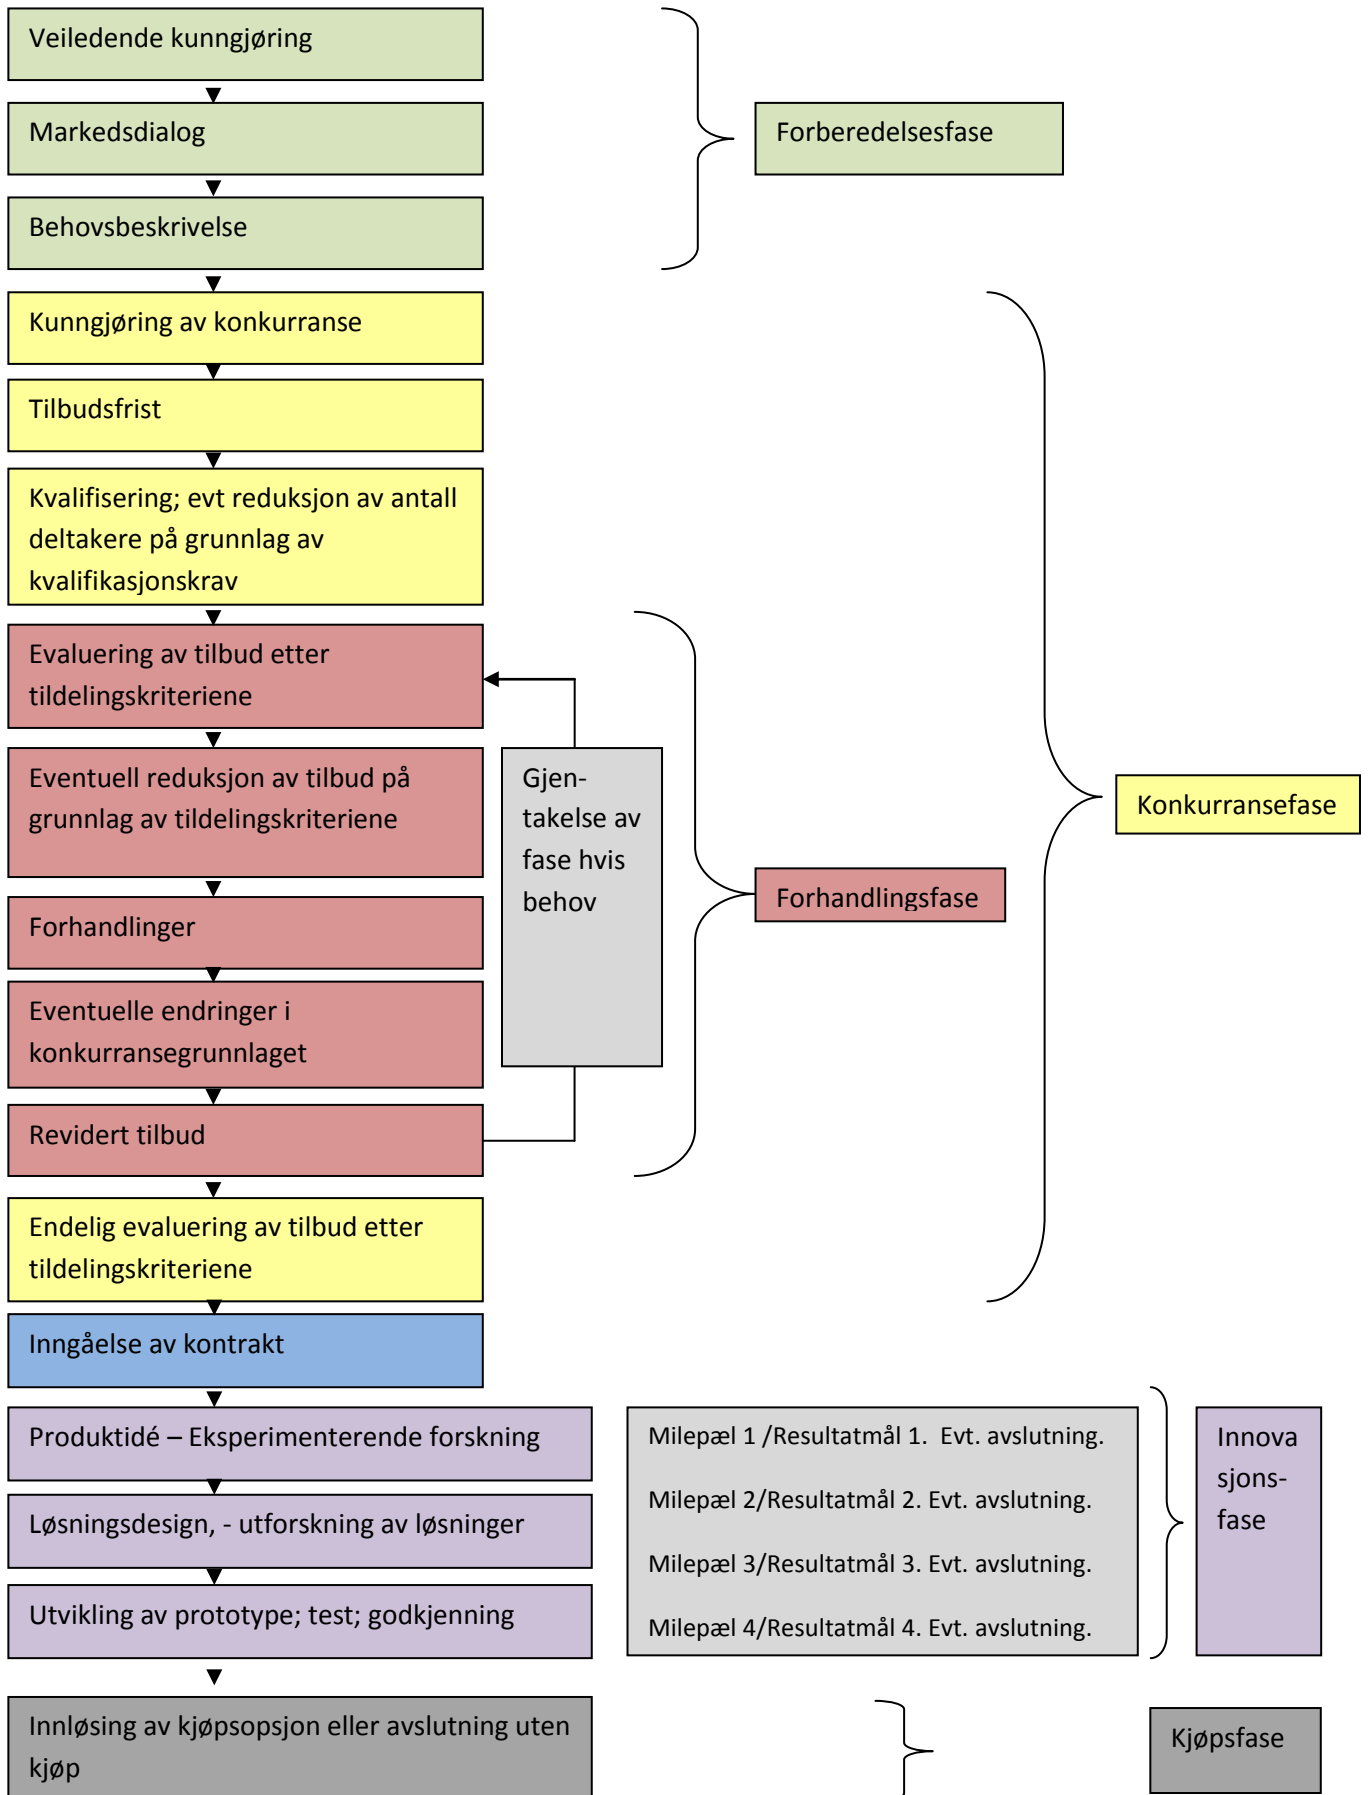 Veiledende kunngjøring
Markedsdialog
Forberedelsesfase
Behovsbeskrivelse
Kunngjøring av konkurranse
Tilbudsfrist
Kvalifisering; evt reduksjon av antall
deltakere på grunnlag av
kvalifikasjonskrav
Evaluering av tilbud etter
tildelingskriteriene
Eventuell reduksjon av tilbud på
grunnlag av tildelingskriteriene
Gjen-
takelse av
fase hvis
behov
Konkurransefase
Forhandlingsfase
Forhandlinger
Eventuelle endringer i
konkurransegrunnlaget
Revidert tilbud
Endelig evaluering av tilbud etter
tildelingskriteriene
Inngåelse av kontrakt
Produktidé – Eksperimenterende forskning
Løsningsdesign, - utforskning av løsninger
Utvikling av prototype; test; godkjenning
Milepæl 1 /Resultatmål 1.  Evt. avslutning.
Milepæl 2/Resultatmål 2. Evt. avslutning.
Milepæl 3/Resultatmål 3. Evt. avslutning.
Milepæl 4/Resultatmål 4. Evt. avslutning.
Innova
sjons-
fase
Innløsing av kjøpsopsjon eller avslutning uten
kjøp
Kjøpsfase